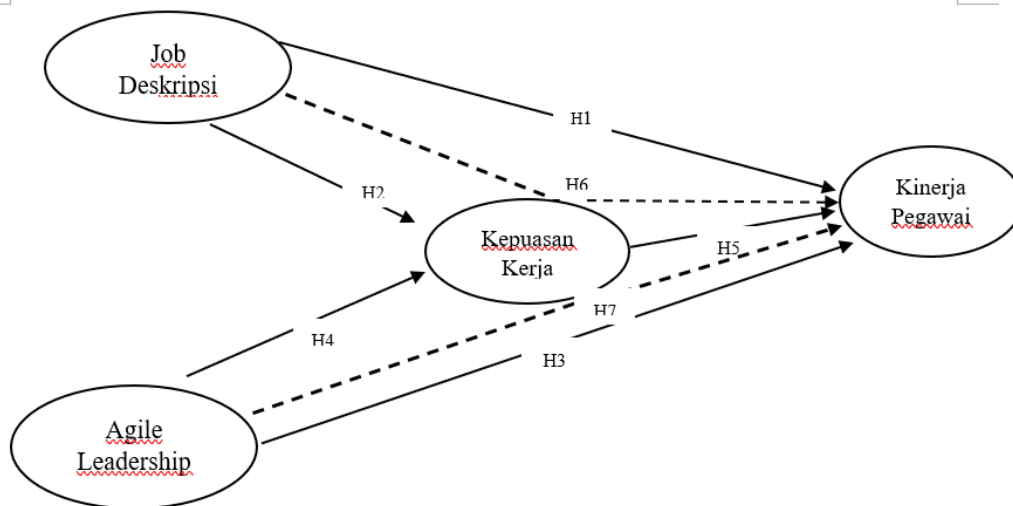 Job
Deskripsi
H1
H2
H6
Kinerja
Pegawai
Kepuasan
Kerja
H5
H7
H4
H3
Agile
Leadership